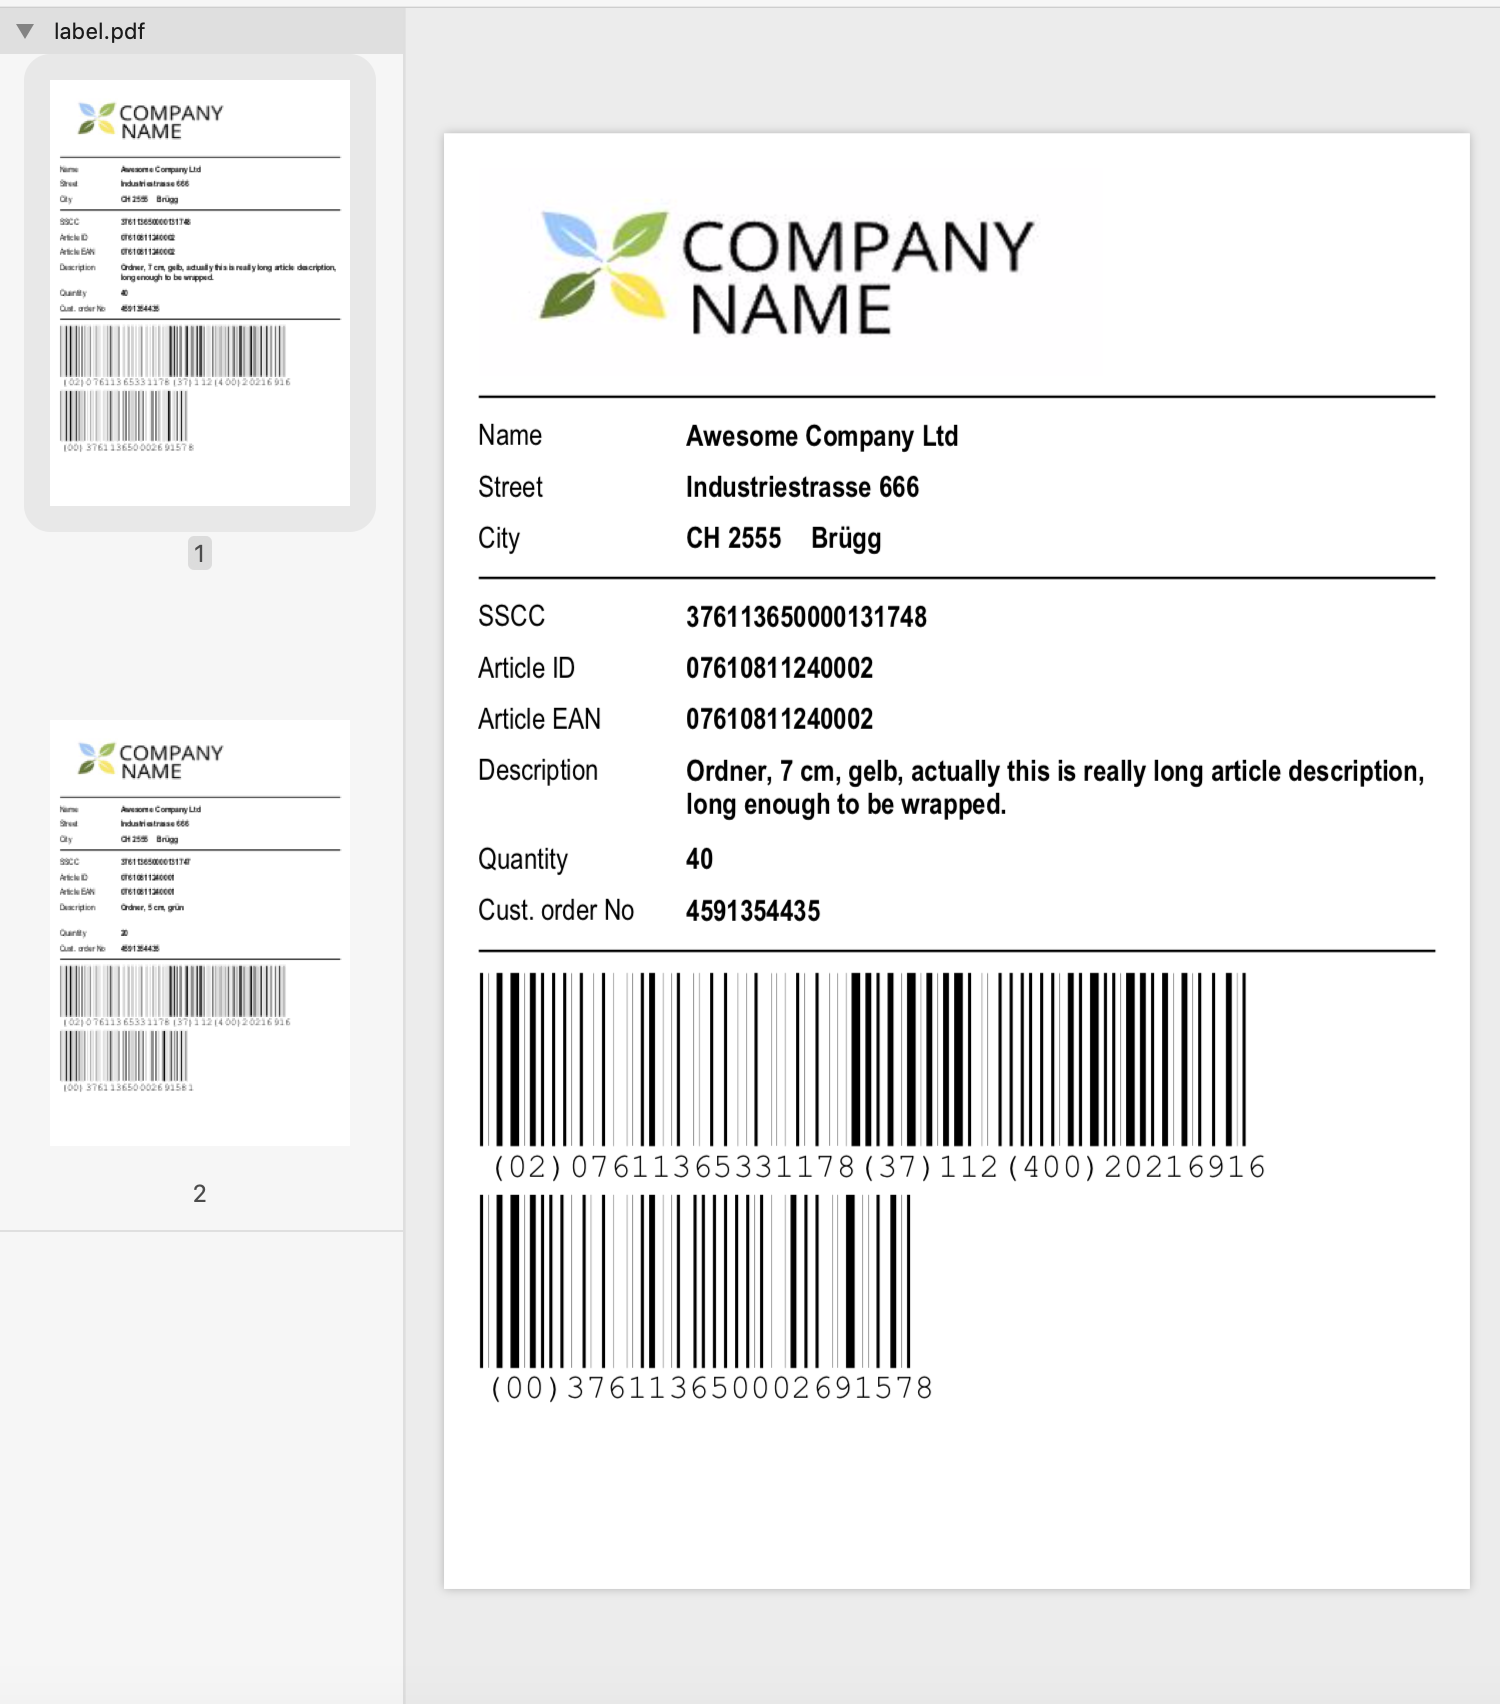 label.pdf
COMPANY
NAME
Name Awesome Company Ltd
Street Industriestrasse 666
City CH 2555 Brügg
SSCC 376113650000131748
Article ID 07610811240002
Article EAN 07610811240002
Description Ordner, 7 cm, gelb, actually this is really long article description,
long enough to be wrapped.
Quantity 40
Cust. order No 4591354435
(02)07611365331178(37)112(400)20216916
(00)376113650002691578
1
COMPANY
NAME
Name Awesome Company Ltd
Street Industriestrasse 666
City CH 2555 Brügg
SSCC 376113650000131747
Article ID 07610811240001
Article EAN 07610811240001
Description Ordner, 5 cm, grün
Quantity 20
Cust. order No 4591354435
(02)07611365331178(37)112(400)20216916
(00)376113650002691581
2
COMPANY
NAME
Name Awesome Company Ltd
Street Industriestrasse 666
City CH 2555 Brügg
SSCC 376113650000131748
Article ID 07610811240002
Article EAN 07610811240002
Description Ordner, 7 cm, gelb, actually this is really long article description,
long enough to be wrapped.
Quantity 40
Cust. order No 4591354435
(02)07611365331178(37)112(400)20216916
(00)376113650002691578